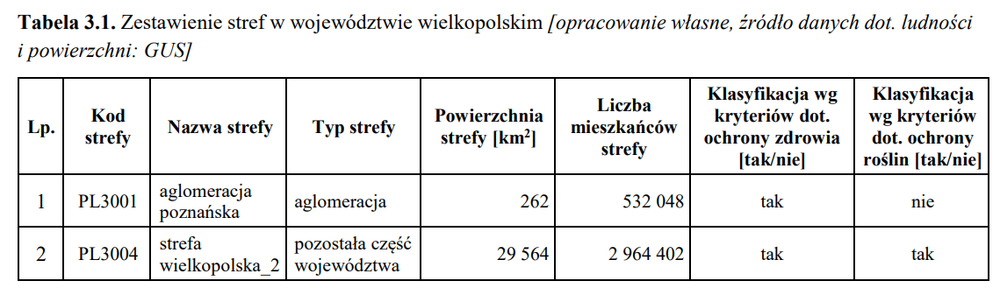 Tabela 3.1. Zestawienie stref w województwie wielkopolskim [opracowanie własne, źródło danych dot. ludności
i powierzchni: GUS]
Lp.
Kod
strefy
Nazwa strefy
Typ strefy
Powierzchnia
strefy [km²]
Liczba
mieszkańców
strefy
Klasyfikacja wg
kryteriów dot.
ochrony zdrowia
[tak/nie]
Klasyfikacja
wg kryteriów
dot. ochrony
roślin [tak/nie]
1
PL3001
aglomeracja
poznańska
aglomeracja
262
532 048
tak
nie
2
PL3004
strefa
wielkopolska_2
pozostała część
województwa
29 564
2 964 402
tak
tak